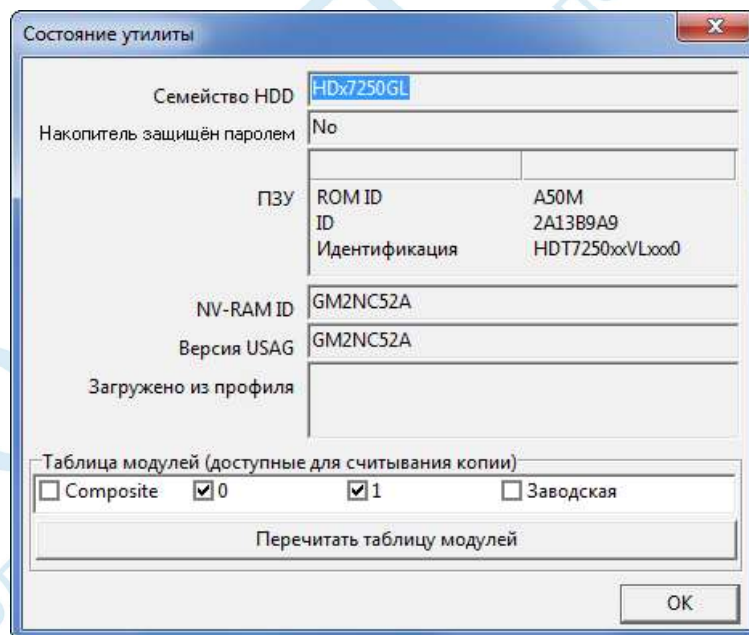 Состояние утилиты
Семейство HDD HDx7250GL
Накопитель защищён паролем No
ПЗУ ROM ID A50M
ID 2A13B9A9
Идентификация HDT7250xxVLxxx0
NV-RAM ID GM2NC52A
Версия USAG GM2NC52A
Загружено из профиля
Таблица модулей (доступные для считывания копии)
Composite 0 1 Заводская
Перечитать таблицу модулей
OK